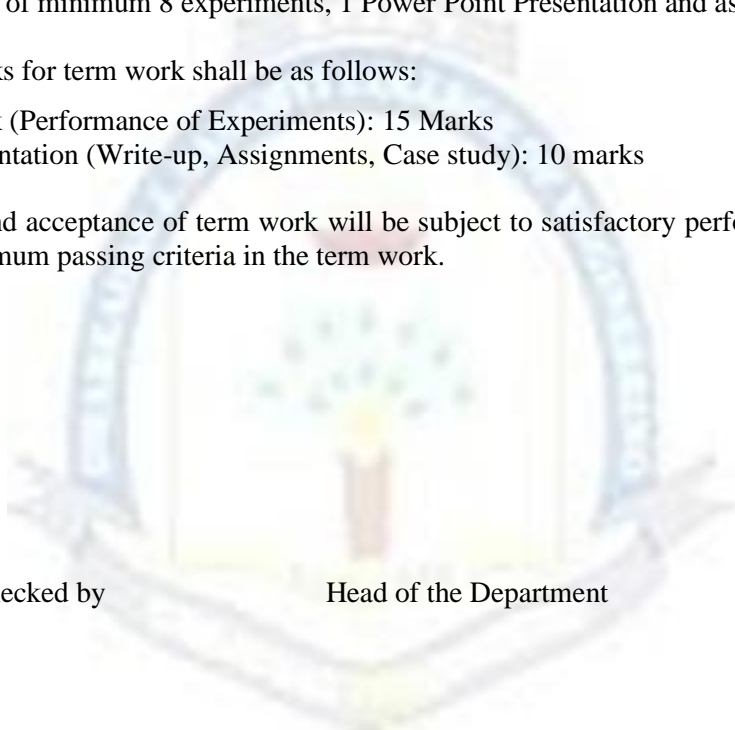 of minimum 8 experiments, 1 Power Point Presentation and as
ks for term work shall be as follows:
(Performance of Experiments): 15 Marks
ntation (Write-up, Assignments, Case study): 10 marks
nd acceptance of term work will be subject to satisfactory perfo
mum passing criteria in the term work.
ecked by Head of the Department